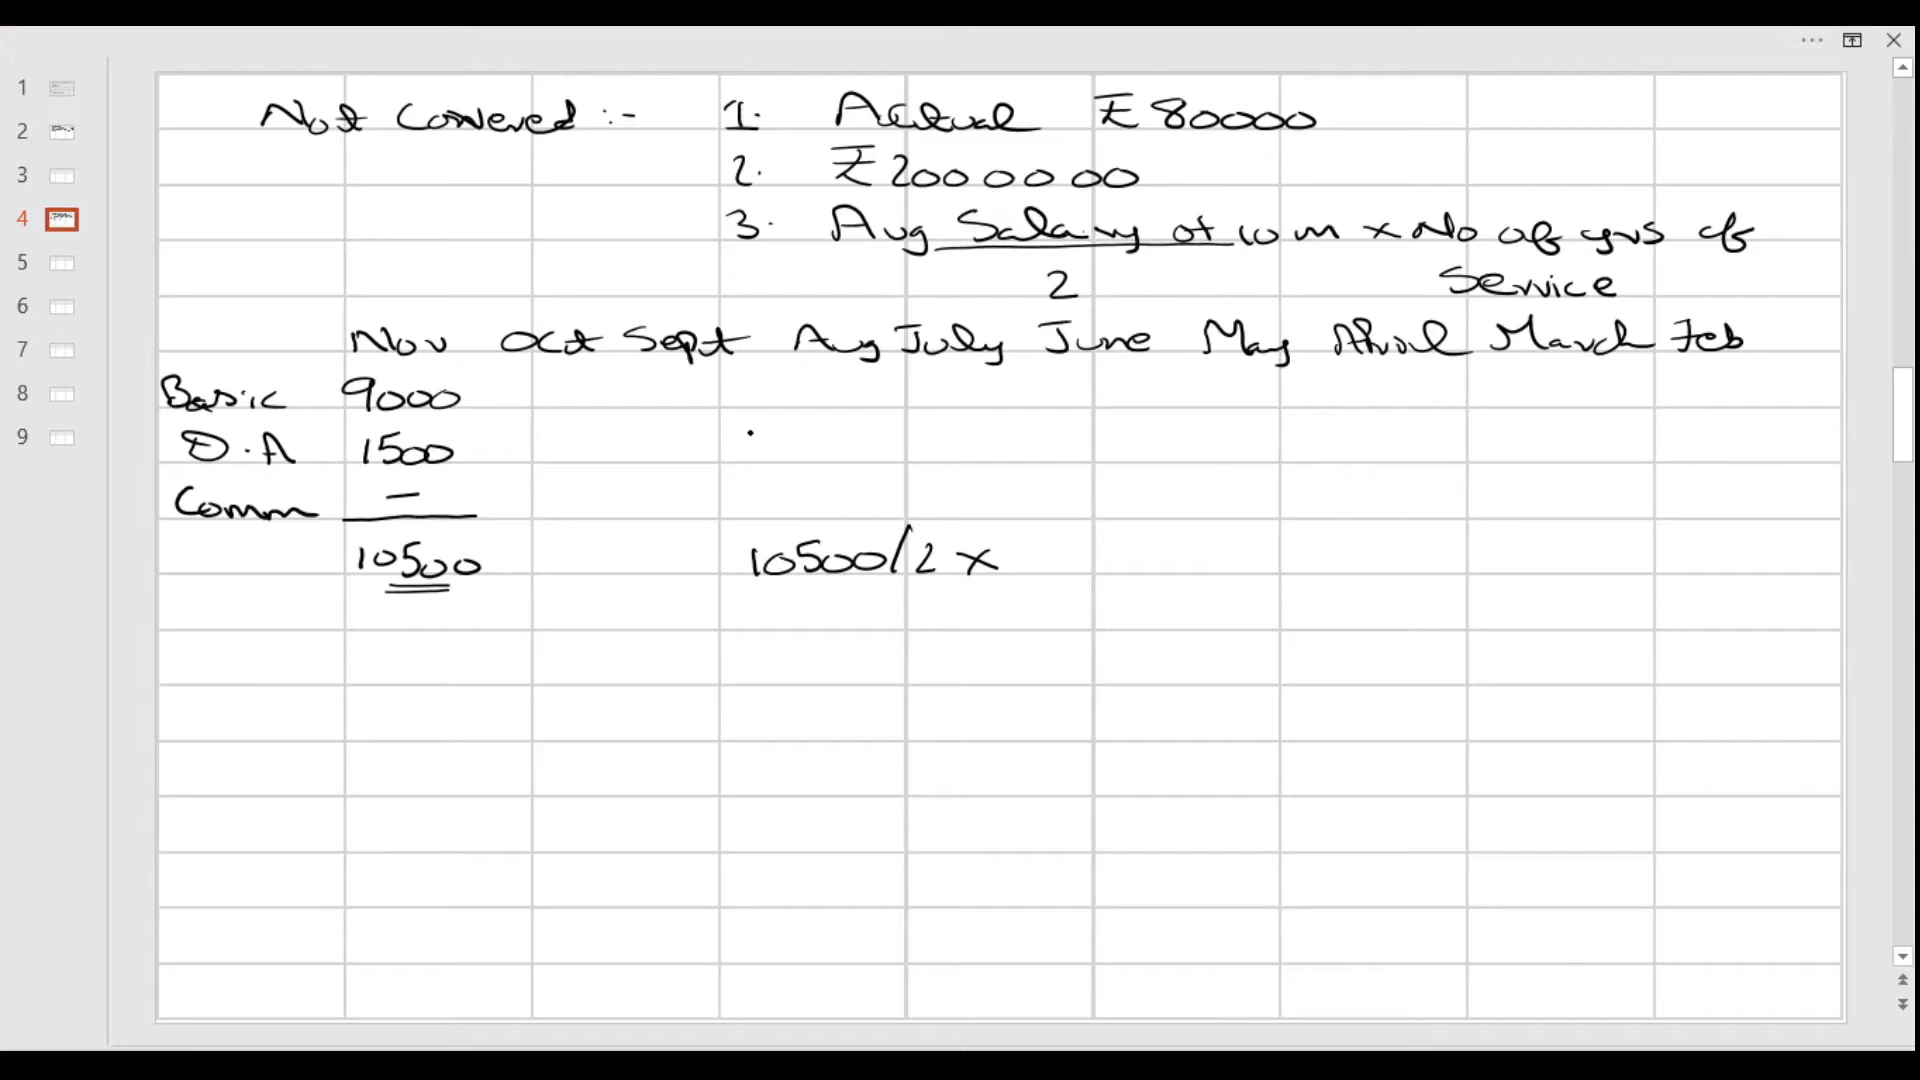 Not Covered :- 1. Actual ₹80000
2. ₹2000000
3. Avg Salary of 10 m x No of yrs of
2 Service
Nov Oct Sept Aug July June May April March Feb
Basic 9000
D.A 1500
Comm —
10500 10500/2 x
1
2
3
4
5
6
7
8
9